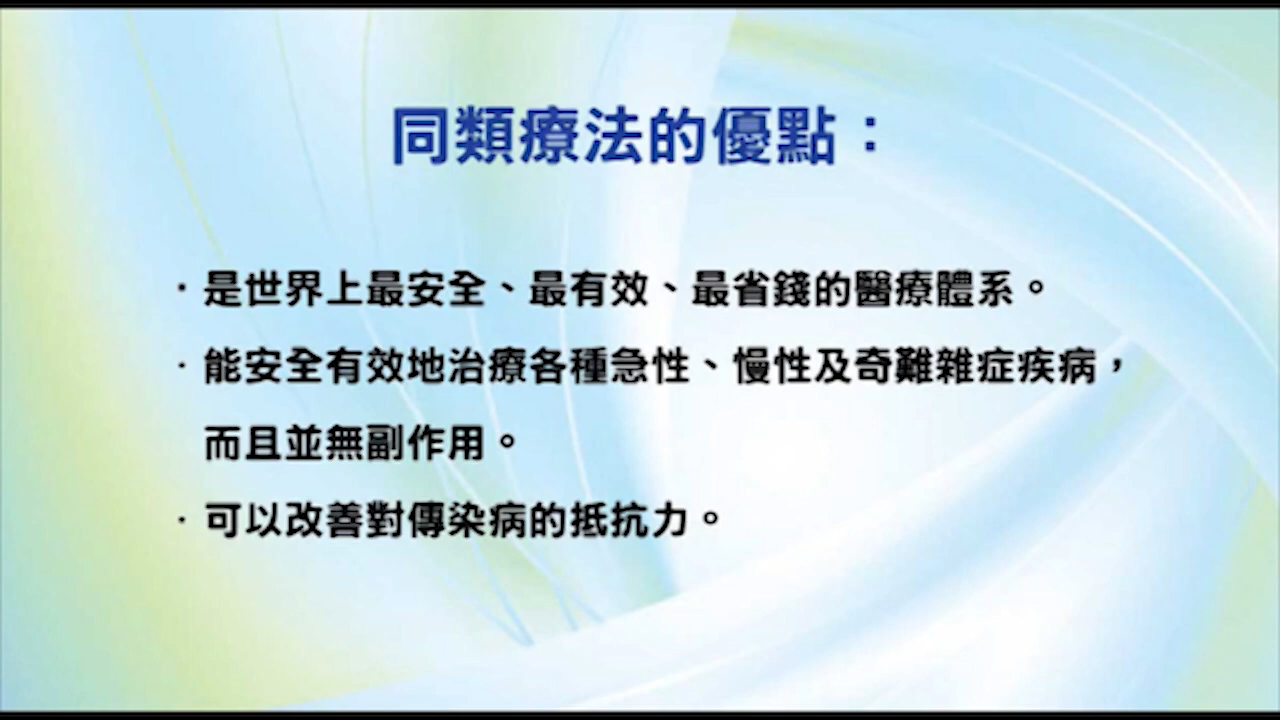 同類療法的優點：
·是世界上最安全、最有效、最省錢的醫療體系。
·能安全有效地治療各種急性、慢性及奇難雜症疾病，
而且並無副作用。
·可以改善對傳染病的抵抗力。